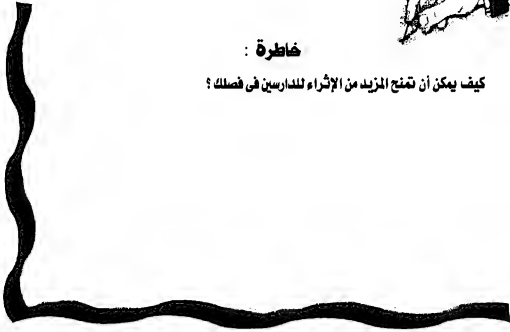 خاطرة :
كيف يمكن أن تمنح المزيد من الإثراء للدارسين فى فصلك ؟